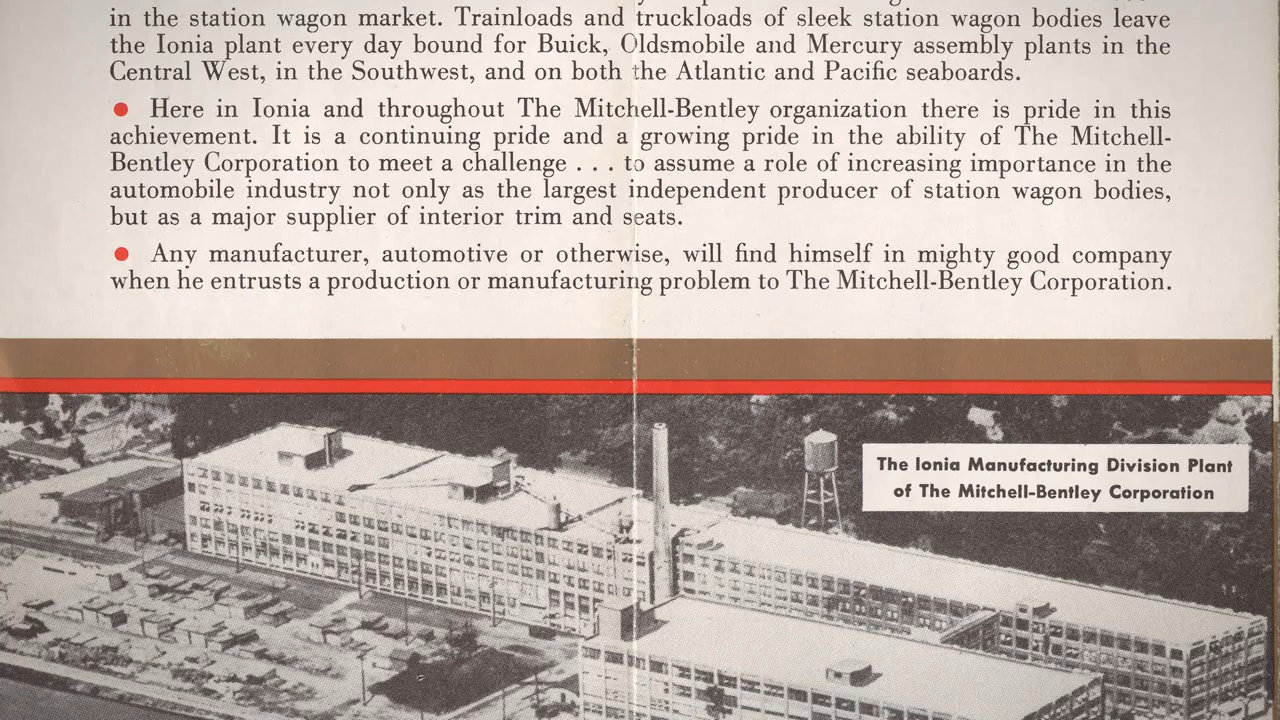 in the station wagon market. Trainloads and truckloads of sleek station wagon bodies leave
the Ionia plant every day bound for Buick, Oldsmobile and Mercury assembly plants in the
Central West, in the Southwest, and on both the Atlantic and Pacific seaboards.
● Here in Ionia and throughout The Mitchell-Bentley organization there is pride in this
achievement. It is a continuing pride and a growing pride in the ability of The Mitchell-
Bentley Corporation to meet a challenge . . . to assume a role of increasing importance in the
automobile industry not only as the largest independent producer of station wagon bodies,
but as a major supplier of interior trim and seats.
● Any manufacturer, automotive or otherwise, will find himself in mighty good company
when he entrusts a production or manufacturing problem to The Mitchell-Bentley Corporation.
The Ionia Manufacturing Division Plant
of The Mitchell-Bentley Corporation